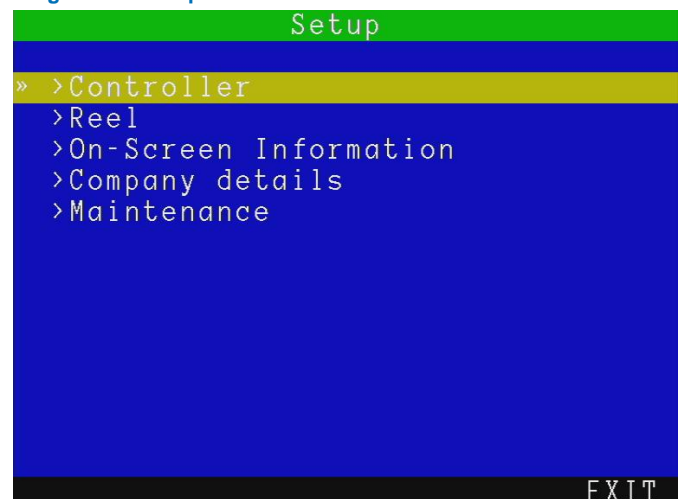 Setup
» >Controller
>Reel
>On-Screen Information
>Company details
>Maintenance
EXIT